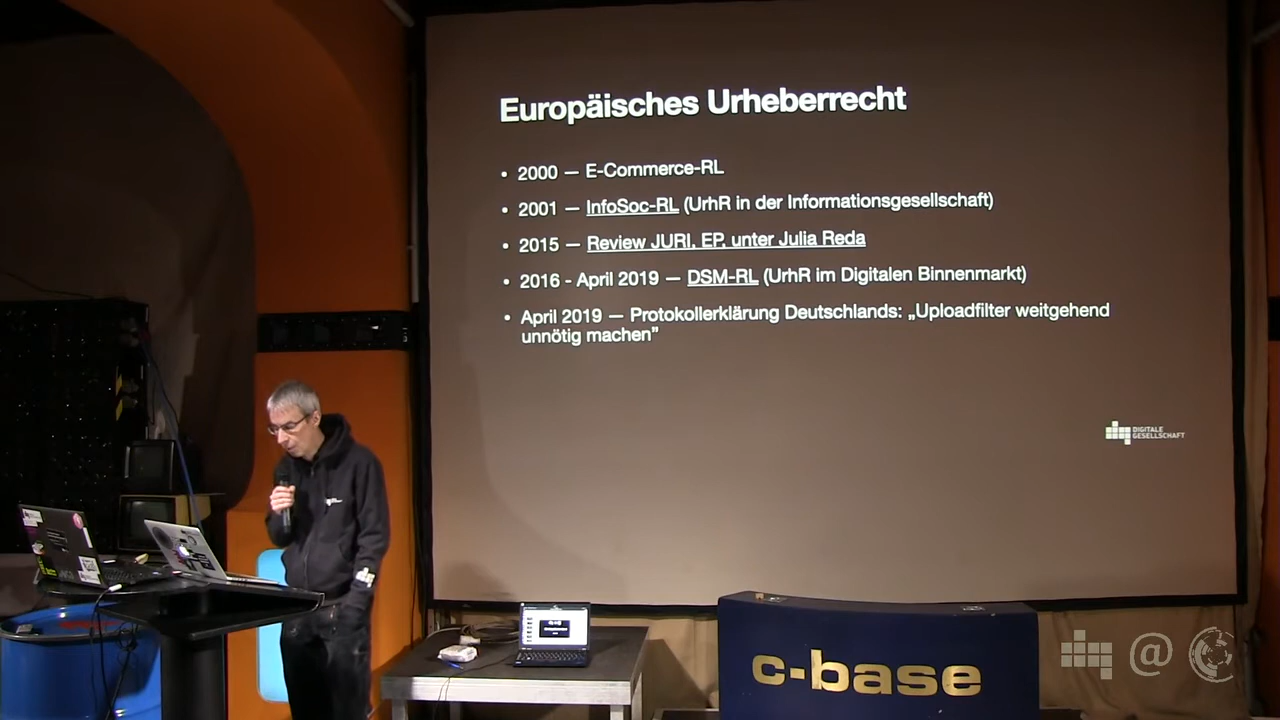 Europäisches Urheberrecht
• 2000 — E-Commerce-RL
• 2001 — InfoSoc-RL (UrhR in der Informationsgesellschaft)
• 2015 — Review JURI, EP, unter Julia Reda
• 2016 - April 2019 — DSM-RL (UrhR im Digitalen Binnenmarkt)
• April 2019 — Protokollerklärung Deutschlands: „Uploadfilter weitgehend
unnötig machen”
DIGITALE
GESELLSCHAFT
c-base
@